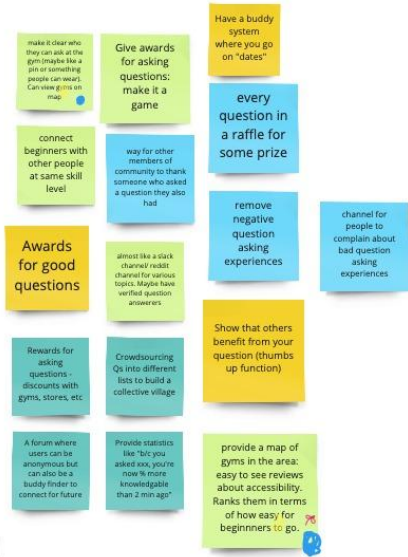 make it clear who
they can ask at the
gym (maybe like a
pin or something
people can wear).
Can view gyms on
map
Give awards
for asking
questions:
make it a
game
Have a buddy
system
where you go
on "dates"
connect
beginners with
other people
at same skill
level
way for other
members of
community to thank
someone who asked
a question they also
had
every
question in
a raffle for
some prize
Awards
for good
questions
almost like a slack
channel/ reddit
channel for various
topics. Maybe have
verified question
answerers
remove
negative
question
asking
experiences
channel for
people to
complain about
bad question
asking
experiences
Rewards for
asking
questions -
discounts with
gyms, stores, etc
Crowdsourcing
Qs into different
lists to build a
collective village
Show that others
benefit from your
question (thumbs
up function)
A forum where
users can be
anonymous but
can also be a
buddy finder to
connect for future
Provide statistics
like "b/c you
asked xxx, you're
now % more
knowledgable
than 2 min ago"
provide a map of
gyms in the area:
easy to see reviews
about accessibility.
Ranks them in terms
of how easy for
beginnners to go.